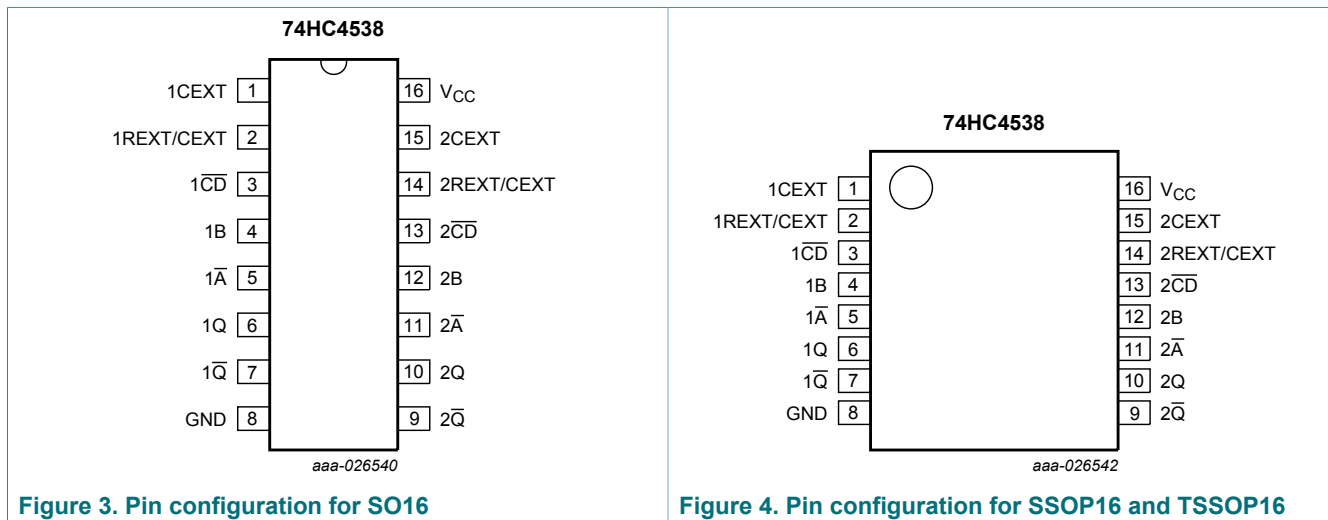 74HC4538
1CEXT 1 16 VCC
1REXT/CEXT 2 15 2CEXT
1C̅D̅ 3 14 2REXT/CEXT
1B 4 13 2C̅D̅
1A̅ 5 12 2B
1Q 6 11 2A̅
1Q̅ 7 10 2Q
GND 8 9 2Q̅
aaa-026540
Figure 3. Pin configuration for SO16
74HC4538
1CEXT 1 16 VCC
1REXT/CEXT 2 15 2CEXT
1C̅D̅ 3 14 2REXT/CEXT
1B 4 13 2C̅D̅
1A̅ 5 12 2B
1Q 6 11 2A̅
1Q̅ 7 10 2Q
GND 8 9 2Q̅
aaa-026542
Figure 4. Pin configuration for SSOP16 and TSSOP16